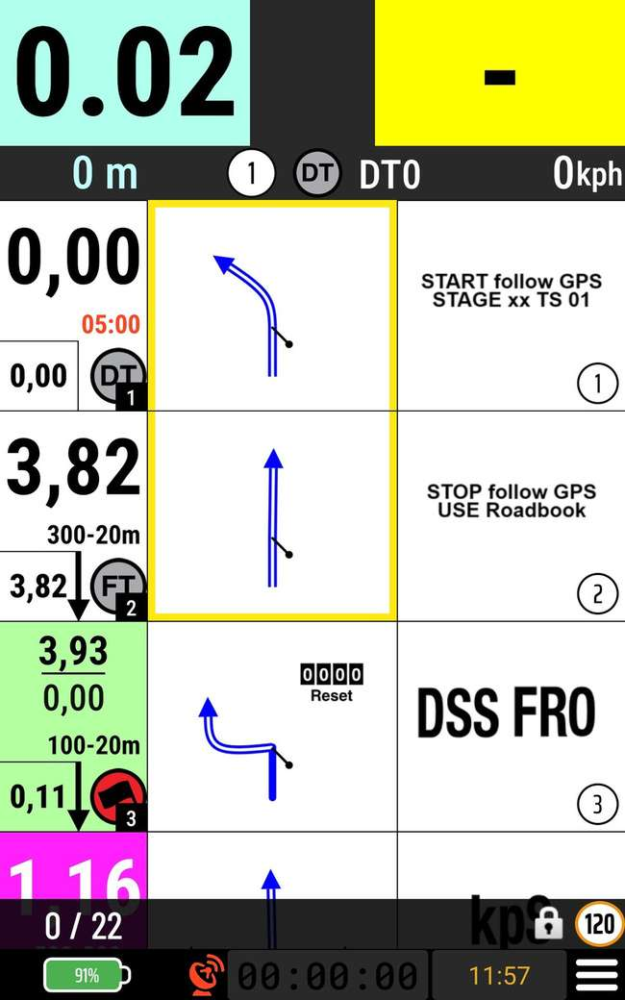 0.02
-
0 m
1
DT
DT0
0kph
0,00
05:00
0,00
DT
1
START follow GPS
STAGE xx TS 01
1
3,82
300-20m
3,82
FT
2
STOP follow GPS
USE Roadbook
2
3,93
0,00
100-20m
0,11
3
0000
Reset
DSS FRO
3
1,16
0 / 22
120
91%
00:00:00
11:57